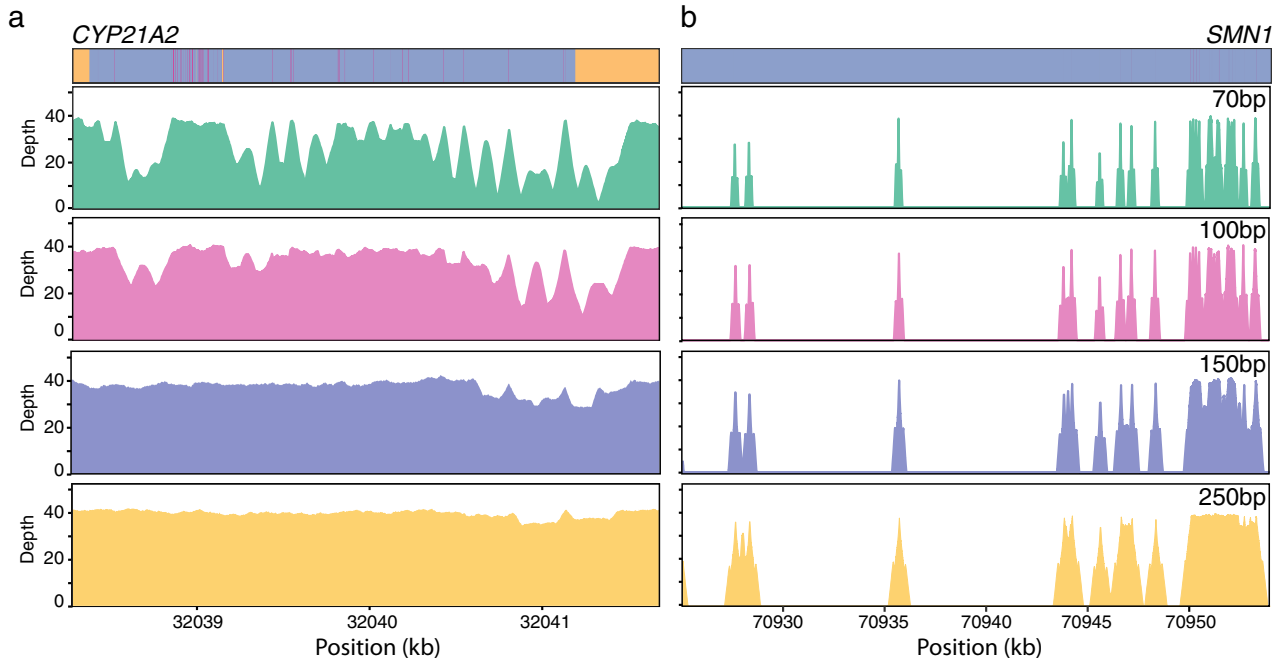 a
CYP21A2
b
SMN1
Depth
40
20
0
70bp
Depth
40
20
0
100bp
Depth
40
20
0
150bp
Depth
40
20
0
250bp
32039
32040
32041
Position (kb)
70930
70935
70940
70945
70950
Position (kb)